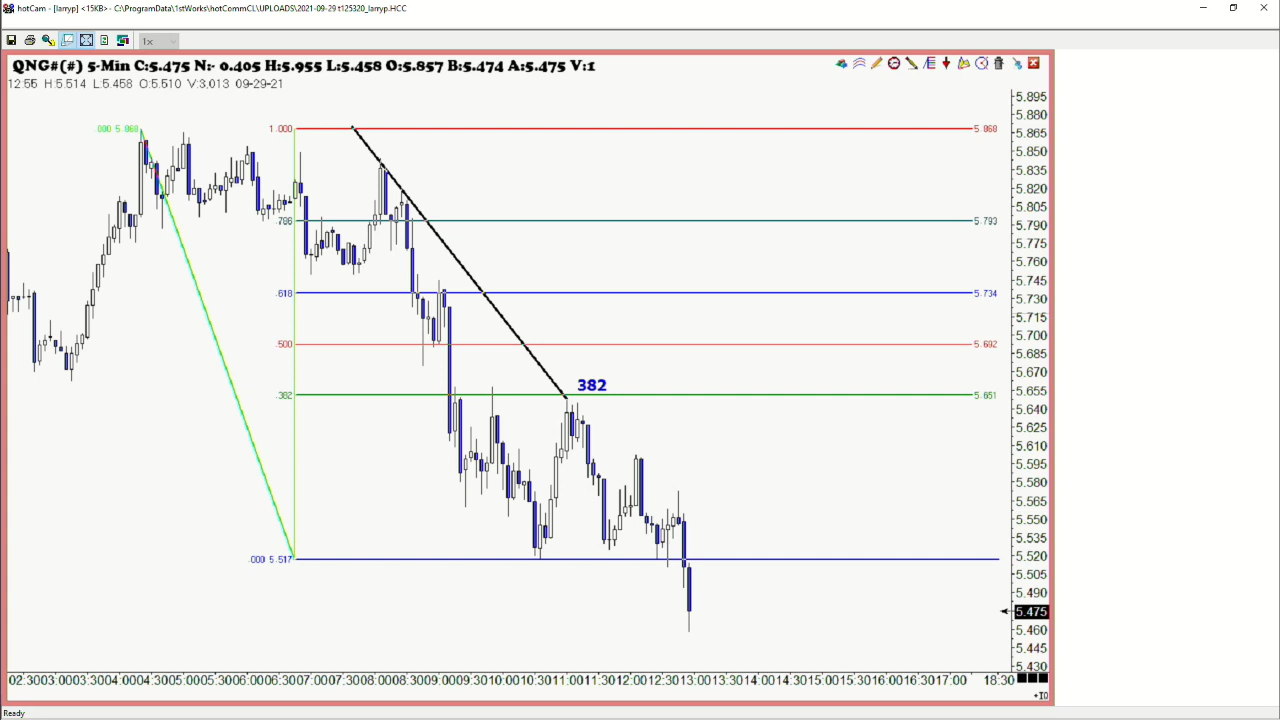 hotCam - [larryp] <15KB> - C:\ProgramData\1stWorks\hotCommCL\UPLOADS\2021-09-29 t125320_larryp.HCC
1x
QNG#(#) 5-Min C:5.475 N:- 0.405 H:5.955 L:5.458 O:5.857 B:5.474 A:5.475 V:1
12:55 H:5.514 L:5.458 O:5.510 V:3,013 09-29-21
5.895
5.880
.000 5.868 1.000 5.868 5.865
5.850
5.835
5.820
5.805
.786 5.793 5.790
5.775
5.760
5.745
.618 5.734 5.730
5.715
5.700
.500 5.692 5.685
5.670
382 5.655
.382 5.651 5.640
5.625
5.610
5.595
5.580
5.565
5.550
5.535
.000 5.517 5.520
5.505
5.490
5.475
5.460
5.445
5.430
02:30 03:00 03:30 04:00 04:30 05:00 05:30 06:00 06:30 07:00 07:30 08:00 08:30 09:00 09:30 10:00 10:30 11:00 11:30 12:00 12:30 13:00 13:30 14:00 14:30 15:00 15:30 16:00 16:30 17:00 18:30
Ready